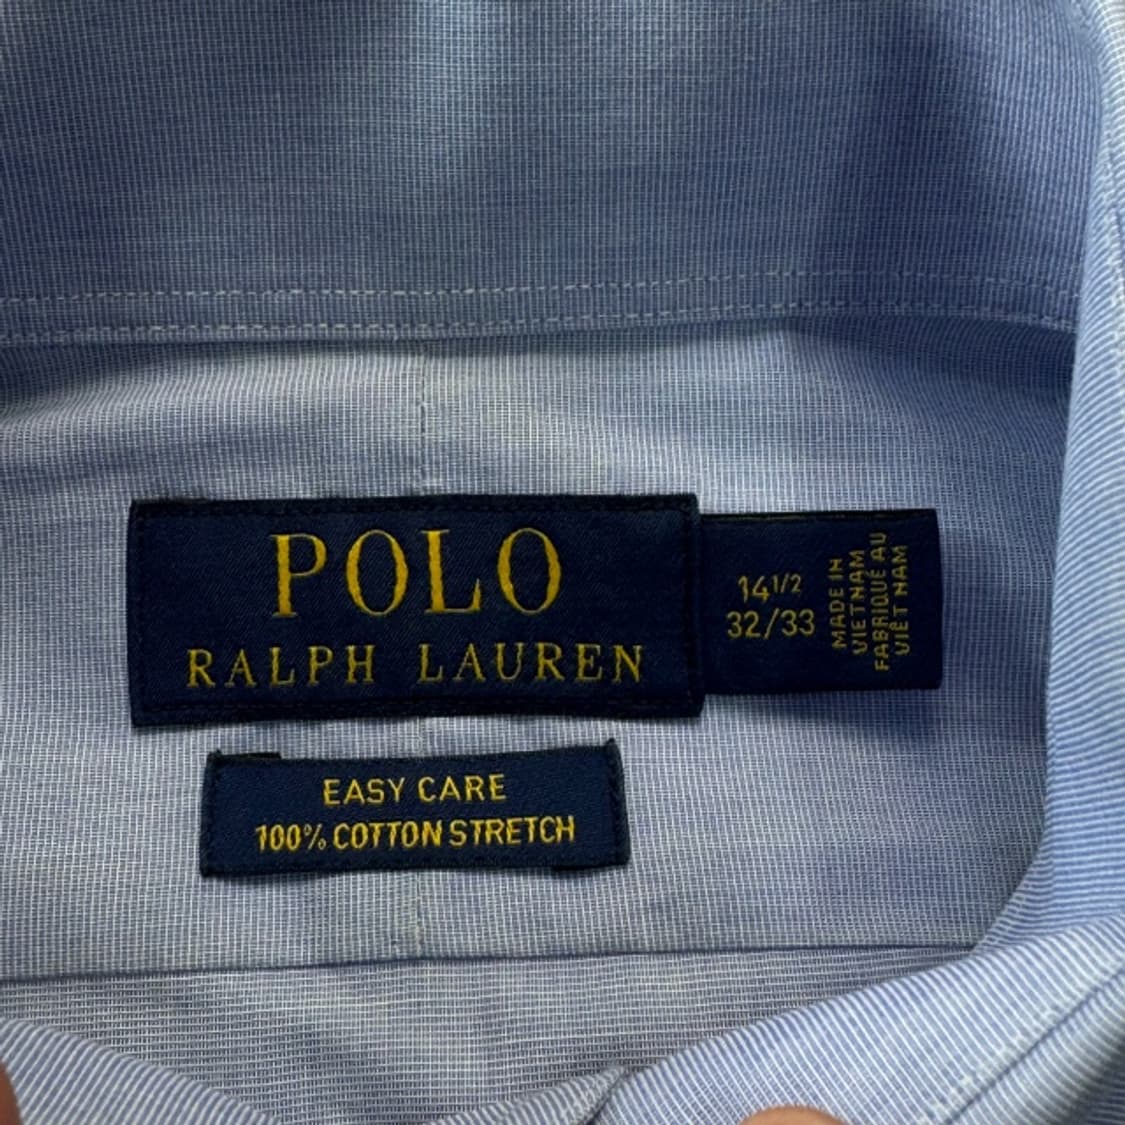 POLO
RALPH LAUREN
14 1/2
32/33
MADE IN
VIETNAM
FABRIQUÉ AU
VIÊT NAM
EASY CARE
100% COTTON STRETCH